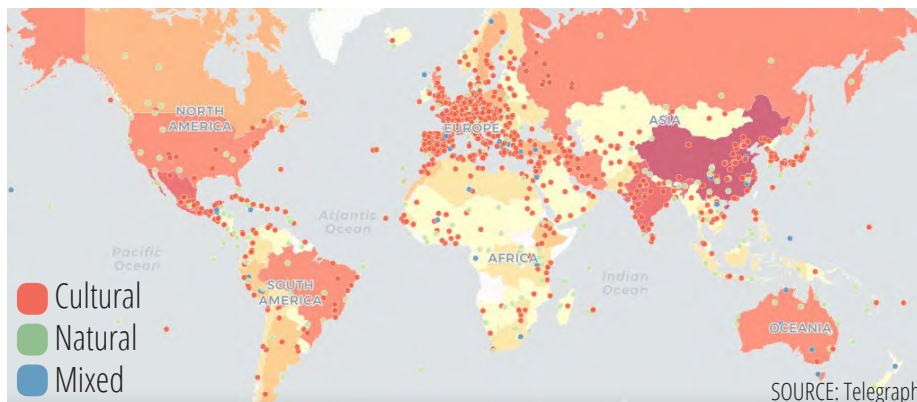 NORTH
AMERICA
EUROPE
ASIA
Atlantic
Ocean
Pacific
Ocean
AFRICA
Indian
Ocean
SOUTH
AMERICA
OCEANIA
Cultural
Natural
Mixed
SOURCE: Telegraph